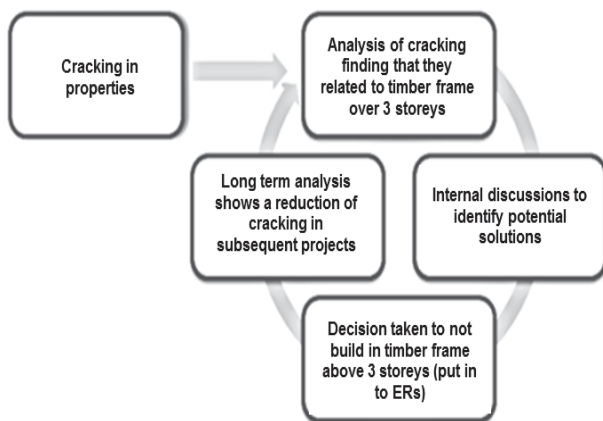 Cracking in
properties
Analysis of cracking
finding that they
related to timber frame
over 3 storeys
Long term analysis
shows a reduction of
cracking in
subsequent projects
Internal discussions to
identify potential
solutions
Decision taken to not
build in timber frame
above 3 storeys (put in
to ERs)